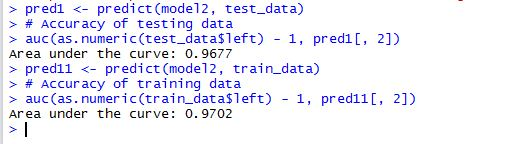 > pred1 <- predict(model2, test_data)
> # Accuracy of testing data
> auc(as.numeric(test_data$left) - 1, pred1[, 2])
Area under the curve: 0.9677
> pred11 <- predict(model2, train_data)
> # Accuracy of training data
> auc(as.numeric(train_data$left) - 1, pred11[, 2])
Area under the curve: 0.9702
>